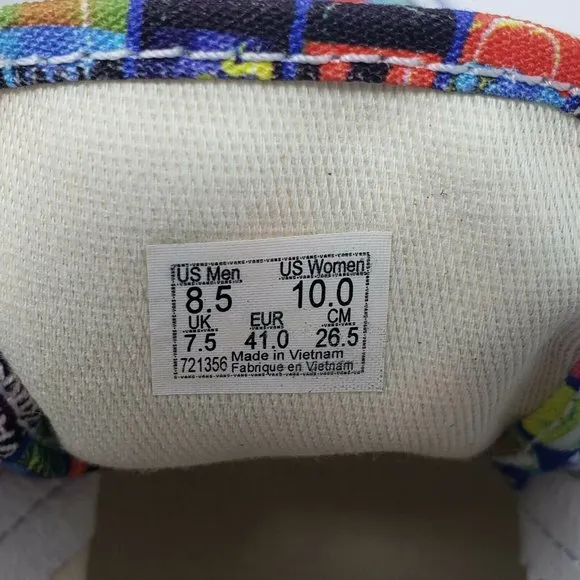 US Men US Women
8.5 10.0
UK EUR CM
7.5 41.0 26.5
721356 Made in Vietnam
Fabrique en Vietnam